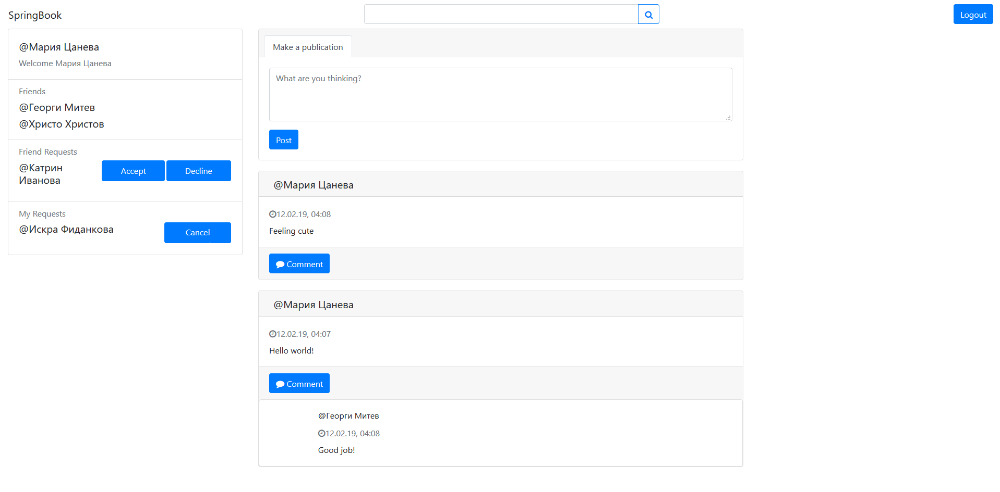 SpringBook
Logout
@Мария Цанева
Welcome Мария Цанева
Friends
@Георги Митев
@Христо Христов
Friend Requests
@Катрин
Иванова
Accept
Decline
My Requests
@Искра Фиданкова
Cancel
Make a publication
What are you thinking?
Post
@Мария Цанева
12.02.19, 04:08
Feeling cute
Comment
@Мария Цанева
12.02.19, 04:07
Hello world!
Comment
@Георги Митев
12.02.19, 04:08
Good job!